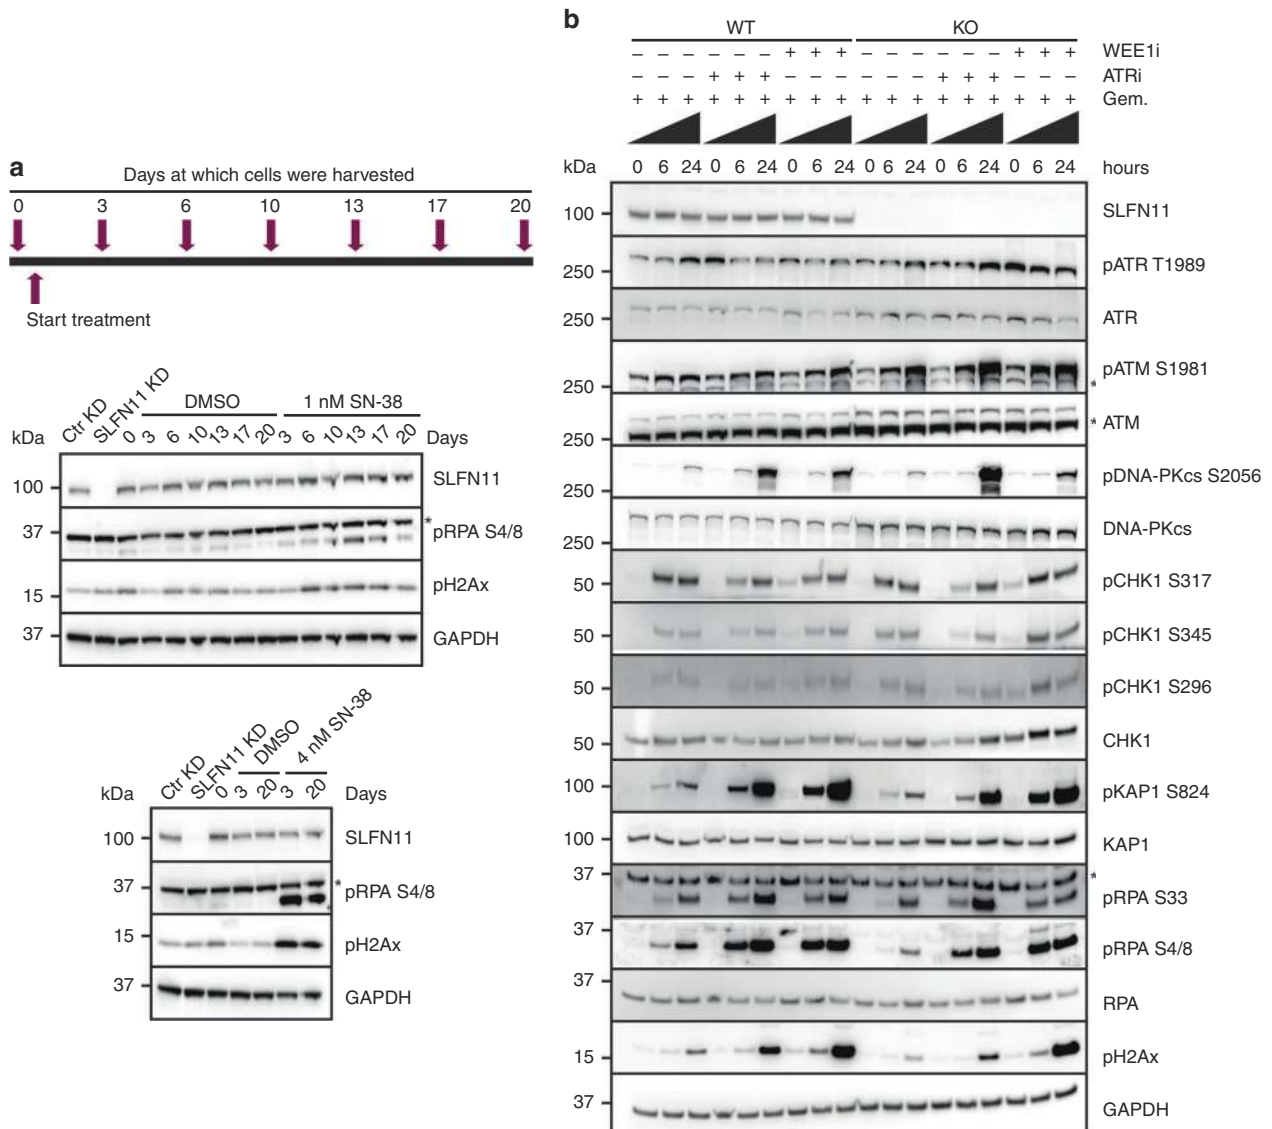 a
Days at which cells were harvested
0 3 6 10 13 17 20
Start treatment
Ctr KD SLFN11 KD DMSO 1 nM SN-38
kDa 0 3 6 10 13 17 20 3 6 10 13 17 20 Days
100 SLFN11
37 * pRPA S4/8
15 pH2Ax
37 GAPDH
Ctr KD SLFN11 KD DMSO 4 nM SN-38
kDa 0 3 20 3 20 Days
100 SLFN11
37 * pRPA S4/8
15 pH2Ax
37 GAPDH
b
WT KO
– – – – – – + + + – – – – – – + + + WEE1i
– – – + + + – – – – – – + + + – – – ATRi
+ + + + + + + + + + + + + + + + + + Gem.
kDa 0 6 24 0 6 24 0 6 24 0 6 24 0 6 24 0 6 24 hours
100 SLFN11
250 pATR T1989
250 ATR
250 pATM S1981 *
250 * ATM
250 pDNA-PKcs S2056
250 DNA-PKcs
50 pCHK1 S317
50 pCHK1 S345
50 pCHK1 S296
50 CHK1
100 pKAP1 S824
100 KAP1
37 * pRPA S33
37 pRPA S4/8
37 RPA
15 pH2Ax
37 GAPDH